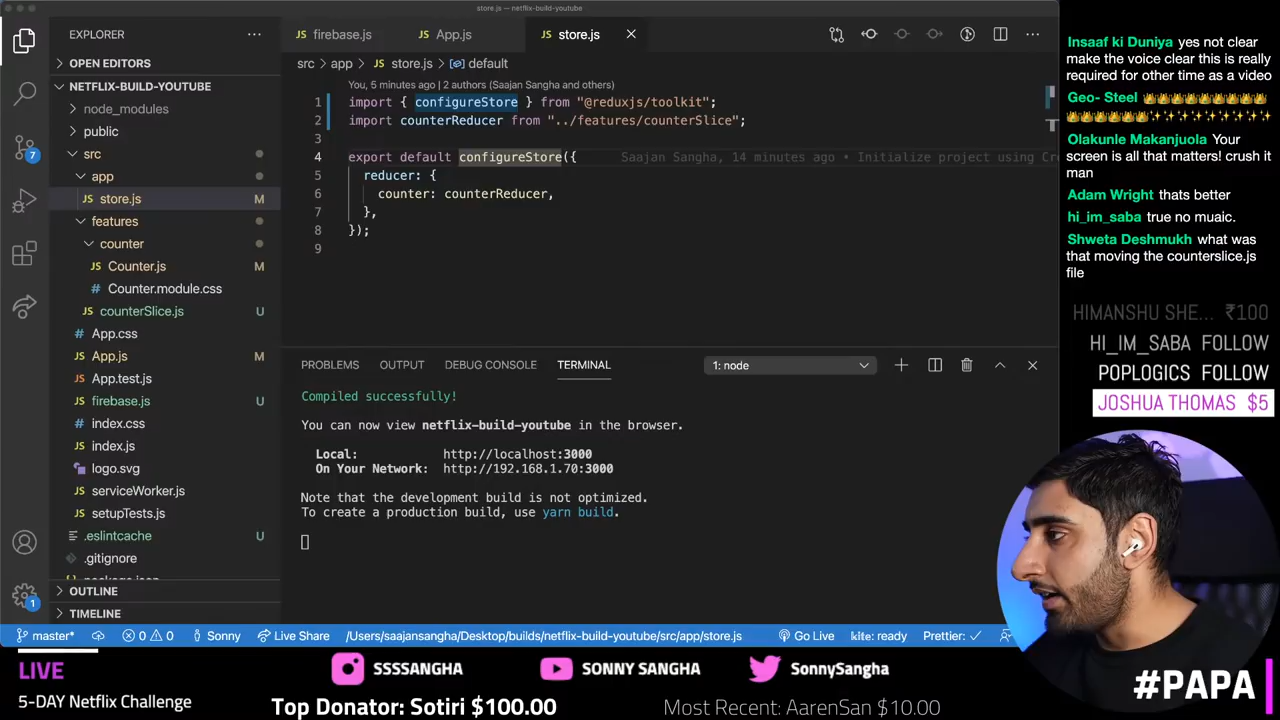 store.js — netflix-build-youtube
EXPLORER
OPEN EDITORS
NETFLIX-BUILD-YOUTUBE
node_modules
public
src
app
store.js M
features
counter
Counter.js M
Counter.module.css
counterSlice.js U
App.css
App.js M
App.test.js
firebase.js U
index.css
index.js
logo.svg
serviceWorker.js
setupTests.js
.eslintcache U
.gitignore
package.json
OUTLINE
TIMELINE
7
1
firebase.js App.js store.js
src > app > store.js > default
You, 5 minutes ago | 2 authors (Saajan Sangha and others)
1 import { configureStore } from "@reduxjs/toolkit";
2 import counterReducer from "../features/counterSlice";
3
4 export default configureStore({ Saajan Sangha, 14 minutes ago • Initialize project using Cr
5 reducer: {
6 counter: counterReducer,
7 },
8 });
9
PROBLEMS OUTPUT DEBUG CONSOLE TERMINAL 1: node
Compiled successfully!
You can now view netflix-build-youtube in the browser.
Local: http://localhost:3000
On Your Network: http://192.168.1.70:3000
Note that the development build is not optimized.
To create a production build, use yarn build.
master* 0 0 Sonny Live Share /Users/saajansangha/Desktop/builds/netflix-build-youtube/src/app/store.js Go Live kite: ready Prettier: ✓
Insaaf ki Duniya yes not clear
make the voice clear this is really
required for other time as a video
Geo- Steel 👑👑👑👑👑👑👑👑👑
👑👑👑👑👑👑✨✨✨✨✨✨✨
Olakunle Makanjuola Your
screen is all that matters! crush it
man
Adam Wright thats better
hi_im_saba true no muaic.
Shweta Deshmukh what was
that moving the counterslice.js
file
HIMANSHU SHE... ₹100
HI_IM_SABA FOLLOW
POPLOGICS FOLLOW
JOSHUA THOMAS $5
LIVE
5-DAY Netflix Challenge
SSSSANGHA
SONNY SANGHA
SonnySangha
Top Donator: Sotiri $100.00
Most Recent: AarenSan $10.00
#PAPA